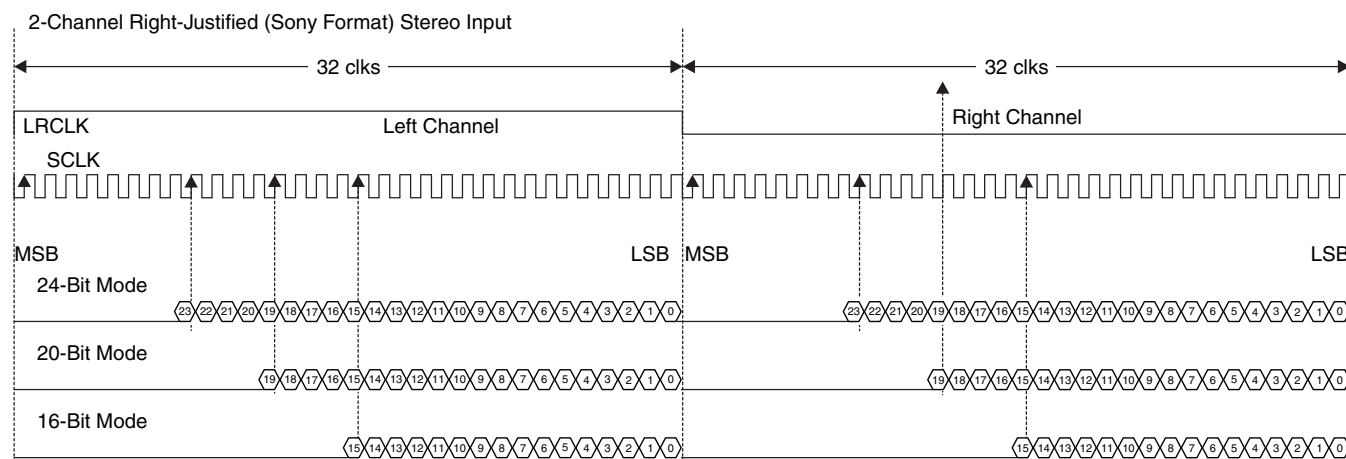 2-Channel Right-Justified (Sony Format) Stereo Input
32 clks 32 clks
LRCLK Left Channel Right Channel
SCLK
MSB LSB MSB LSB
24-Bit Mode
23 22 21 20 19 18 17 16 15 14 13 12 11 10 9 8 7 6 5 4 3 2 1 0 23 22 21 20 19 18 17 16 15 14 13 12 11 10 9 8 7 6 5 4 3 2 1 0
20-Bit Mode
19 18 17 16 15 14 13 12 11 10 9 8 7 6 5 4 3 2 1 0 19 18 17 16 15 14 13 12 11 10 9 8 7 6 5 4 3 2 1 0
16-Bit Mode
15 14 13 12 11 10 9 8 7 6 5 4 3 2 1 0 15 14 13 12 11 10 9 8 7 6 5 4 3 2 1 0